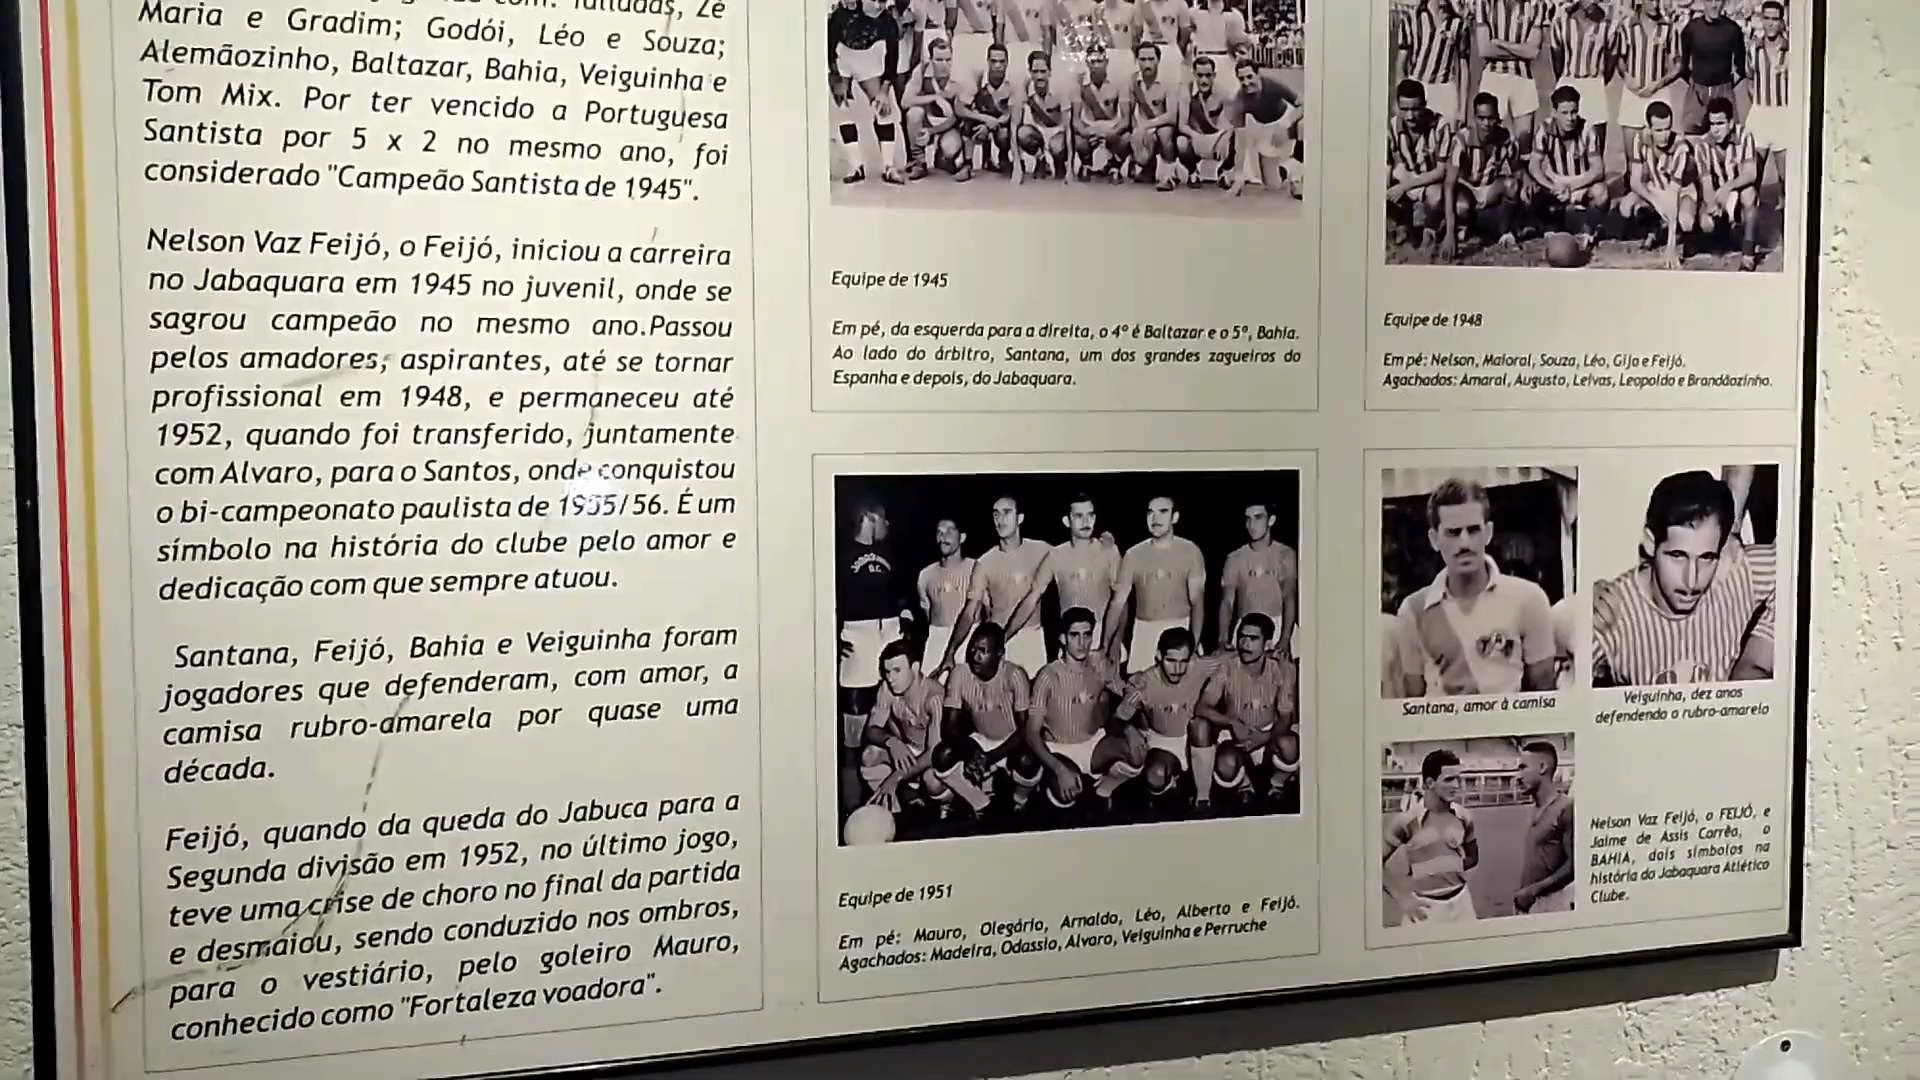 Zé
Maria e Gradim; Godói, Léo e Souza;
Alemãozinho, Baltazar, Bahia, Veiguinha e
Tom Mix. Por ter vencido a Portuguesa
Santista por 5 x 2 no mesmo ano, foi
considerado "Campeão Santista de 1945".
Nelson Vaz Feijó, o Feijó, iniciou a carreira
no Jabaquara em 1945 no juvenil, onde se
sagrou campeão no mesmo ano.Passou
pelos amadores, aspirantes, até se tornar
profissional em 1948, e permaneceu até
1952, quando foi transferido, juntamente
com Alvaro, para o Santos, onde conquistou
o bi-campeonato paulista de 1955/56. É um
símbolo na história do clube pelo amor e
dedicação com que sempre atuou.
Santana, Feijó, Bahia e Veiguinha foram
jogadores que defenderam, com amor, a
camisa rubro-amarela por quase uma
década.
Feijó, quando da queda do Jabuca para a
Segunda divisão em 1952, no último jogo,
teve uma crise de choro no final da partida
e desmaiou, sendo conduzido nos ombros,
para o vestiário, pelo goleiro Mauro,
conhecido como "Fortaleza voadora".
Equipe de 1945
Em pé, da esquerda para a direita, o 4º é Baltazar e o 5º, Bahia.
Ao lado do árbitro, Santana, um dos grandes zagueiros do
Espanha e depois, do Jabaquara.
Equipe de 1948
Em pé: Nelson, Maioral, Souza, Léo, Gijo e Feijó.
Agachados: Amaral, Augusto, Leivas, Leopoldo e Brandãozinho.
Equipe de 1951
Em pé: Mauro, Olegário, Arnaldo, Léo, Alberto e Feijó.
Agachados: Madeira, Odassio, Alvaro, Veiguinha e Perruche
Santana, amor à camisa
Veiguinha, dez anos
defendendo o rubro-amarelo
Nelson Vaz Feijó, o FEIJÓ, e
Jaime de Assis Corrêa, o
BAHIA, dois símbolos na
história do Jabaquara Atlético
Clube.